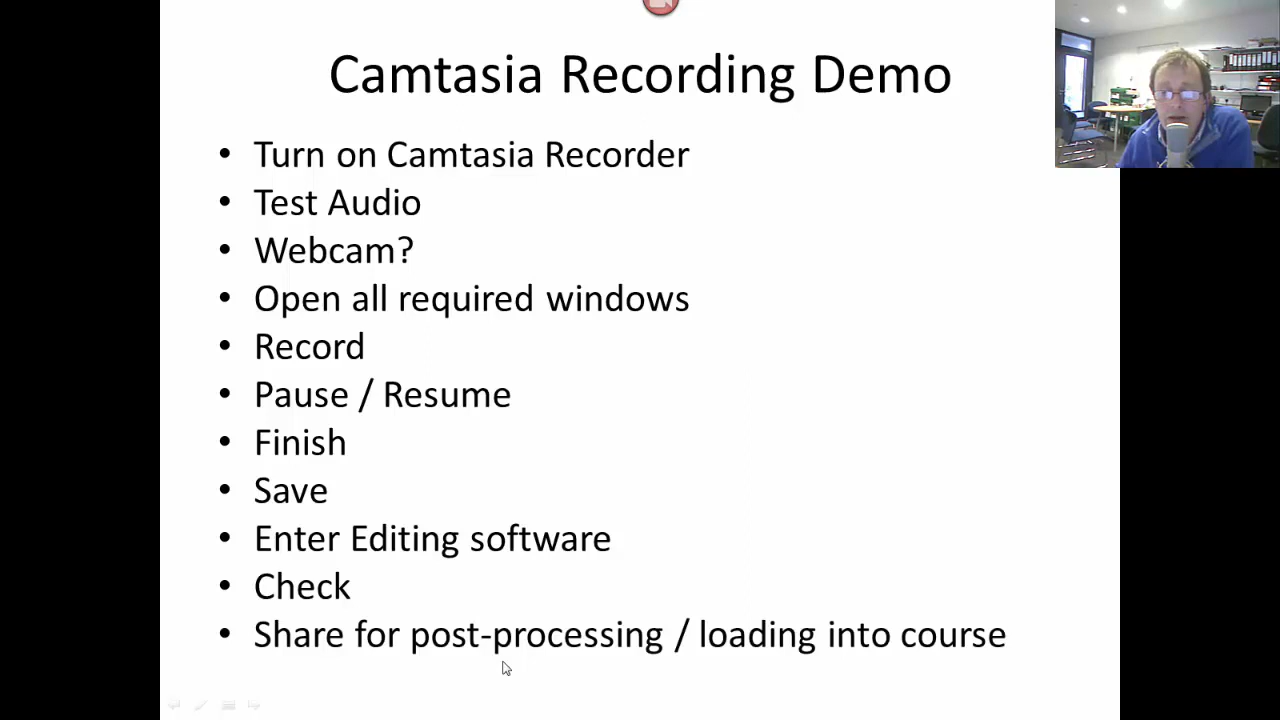 Camtasia Recording Demo
• Turn on Camtasia Recorder
• Test Audio
• Webcam?
• Open all required windows
• Record
• Pause / Resume
• Finish
• Save
• Enter Editing software
• Check
• Share for post-processing / loading into course